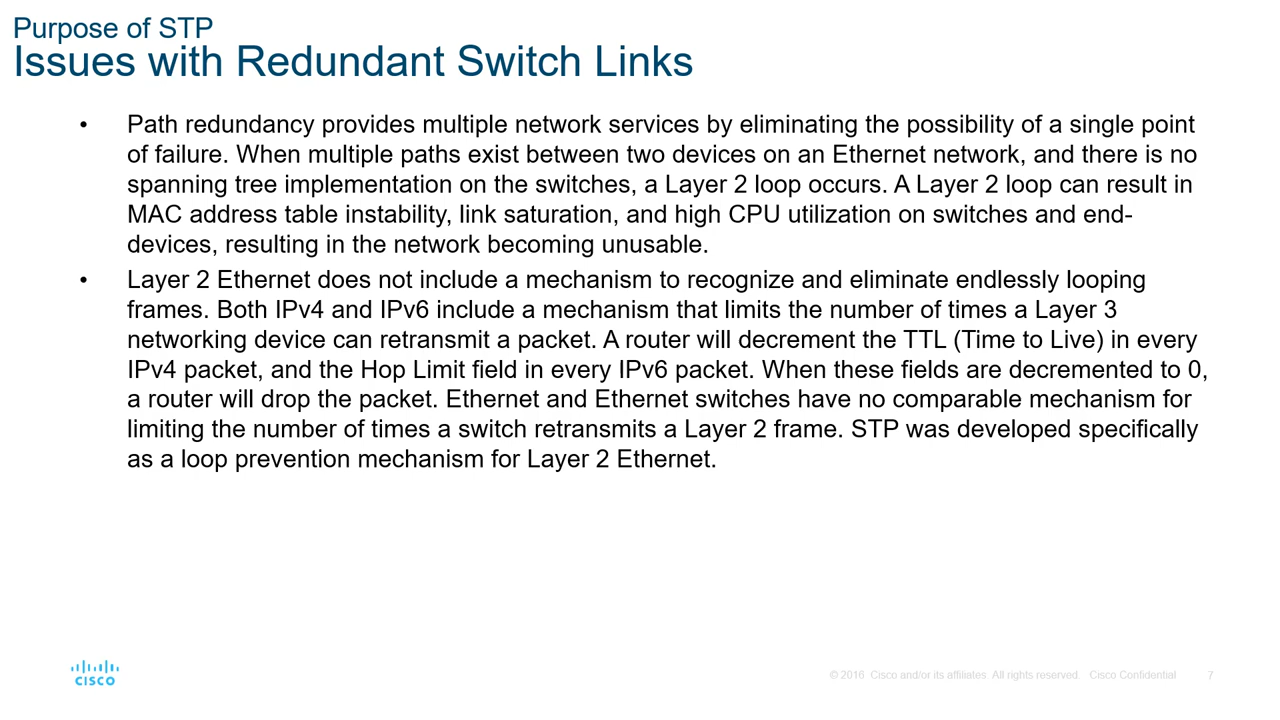 Purpose of STP
Issues with Redundant Switch Links
• Path redundancy provides multiple network services by eliminating the possibility of a single point
of failure. When multiple paths exist between two devices on an Ethernet network, and there is no
spanning tree implementation on the switches, a Layer 2 loop occurs. A Layer 2 loop can result in
MAC address table instability, link saturation, and high CPU utilization on switches and end-
devices, resulting in the network becoming unusable.
• Layer 2 Ethernet does not include a mechanism to recognize and eliminate endlessly looping
frames. Both IPv4 and IPv6 include a mechanism that limits the number of times a Layer 3
networking device can retransmit a packet. A router will decrement the TTL (Time to Live) in every
IPv4 packet, and the Hop Limit field in every IPv6 packet. When these fields are decremented to 0,
a router will drop the packet. Ethernet and Ethernet switches have no comparable mechanism for
limiting the number of times a switch retransmits a Layer 2 frame. STP was developed specifically
as a loop prevention mechanism for Layer 2 Ethernet.
CISCO
© 2016 Cisco and/or its affiliates. All rights reserved. Cisco Confidential 7